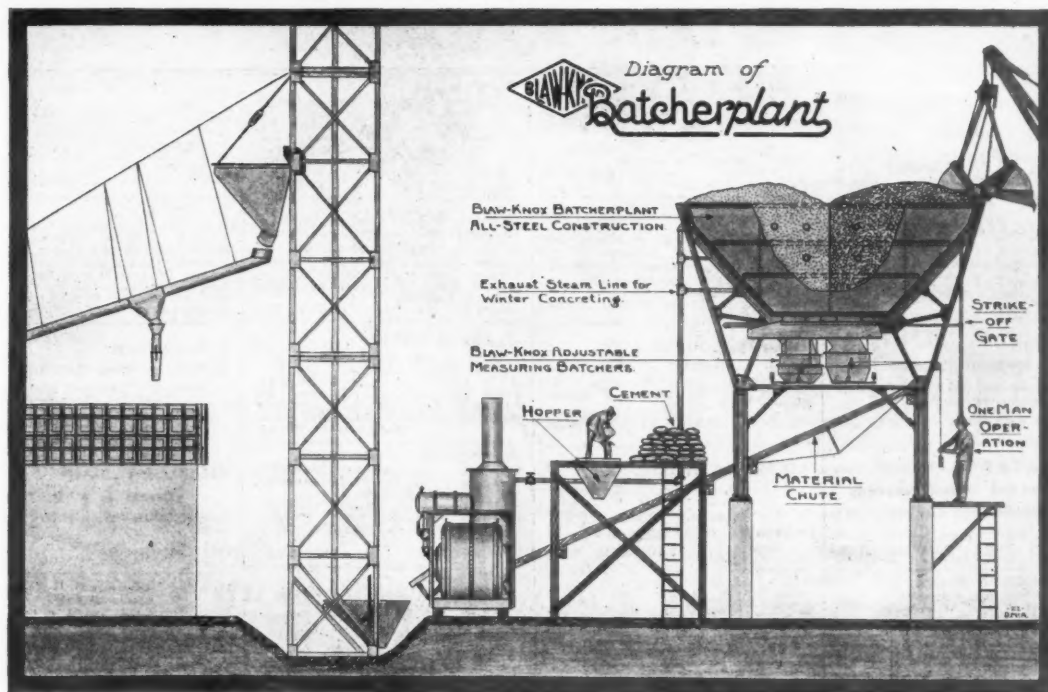 Diagram of
BLAW-KNOX
Batcherplant
BLAW-KNOX BATCHERPLANT
ALL-STEEL CONSTRUCTION.
Exhaust Steam Line for
Winter Concreting.
STRIKE-
OFF
GATE
BLAW-KNOX ADJUSTABLE
MEASURING BATCHERS.
CEMENT
HOPPER
ONE MAN
OPER-
ATION
MATERIAL
CHUTE